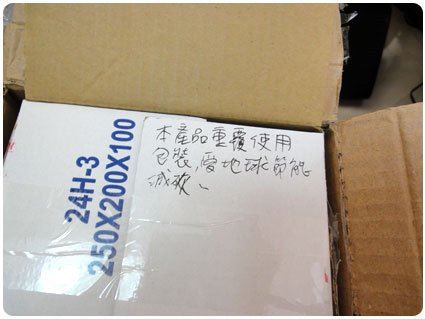 24H-3
250X200X100
本產品重覆使用
包裝,愛地球節能
減碳、